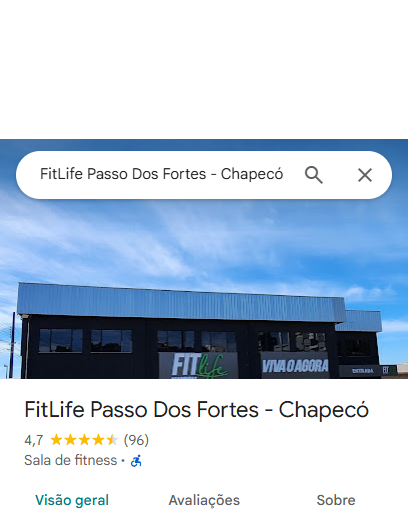 FitLife Passo Dos Fortes - Chapecó
FIT life
VIVA O AGORA
ENTRADA
FitLife Passo Dos Fortes - Chapecó
4,7 (96)
Sala de fitness ·
Visão geral
Avaliações
Sobre